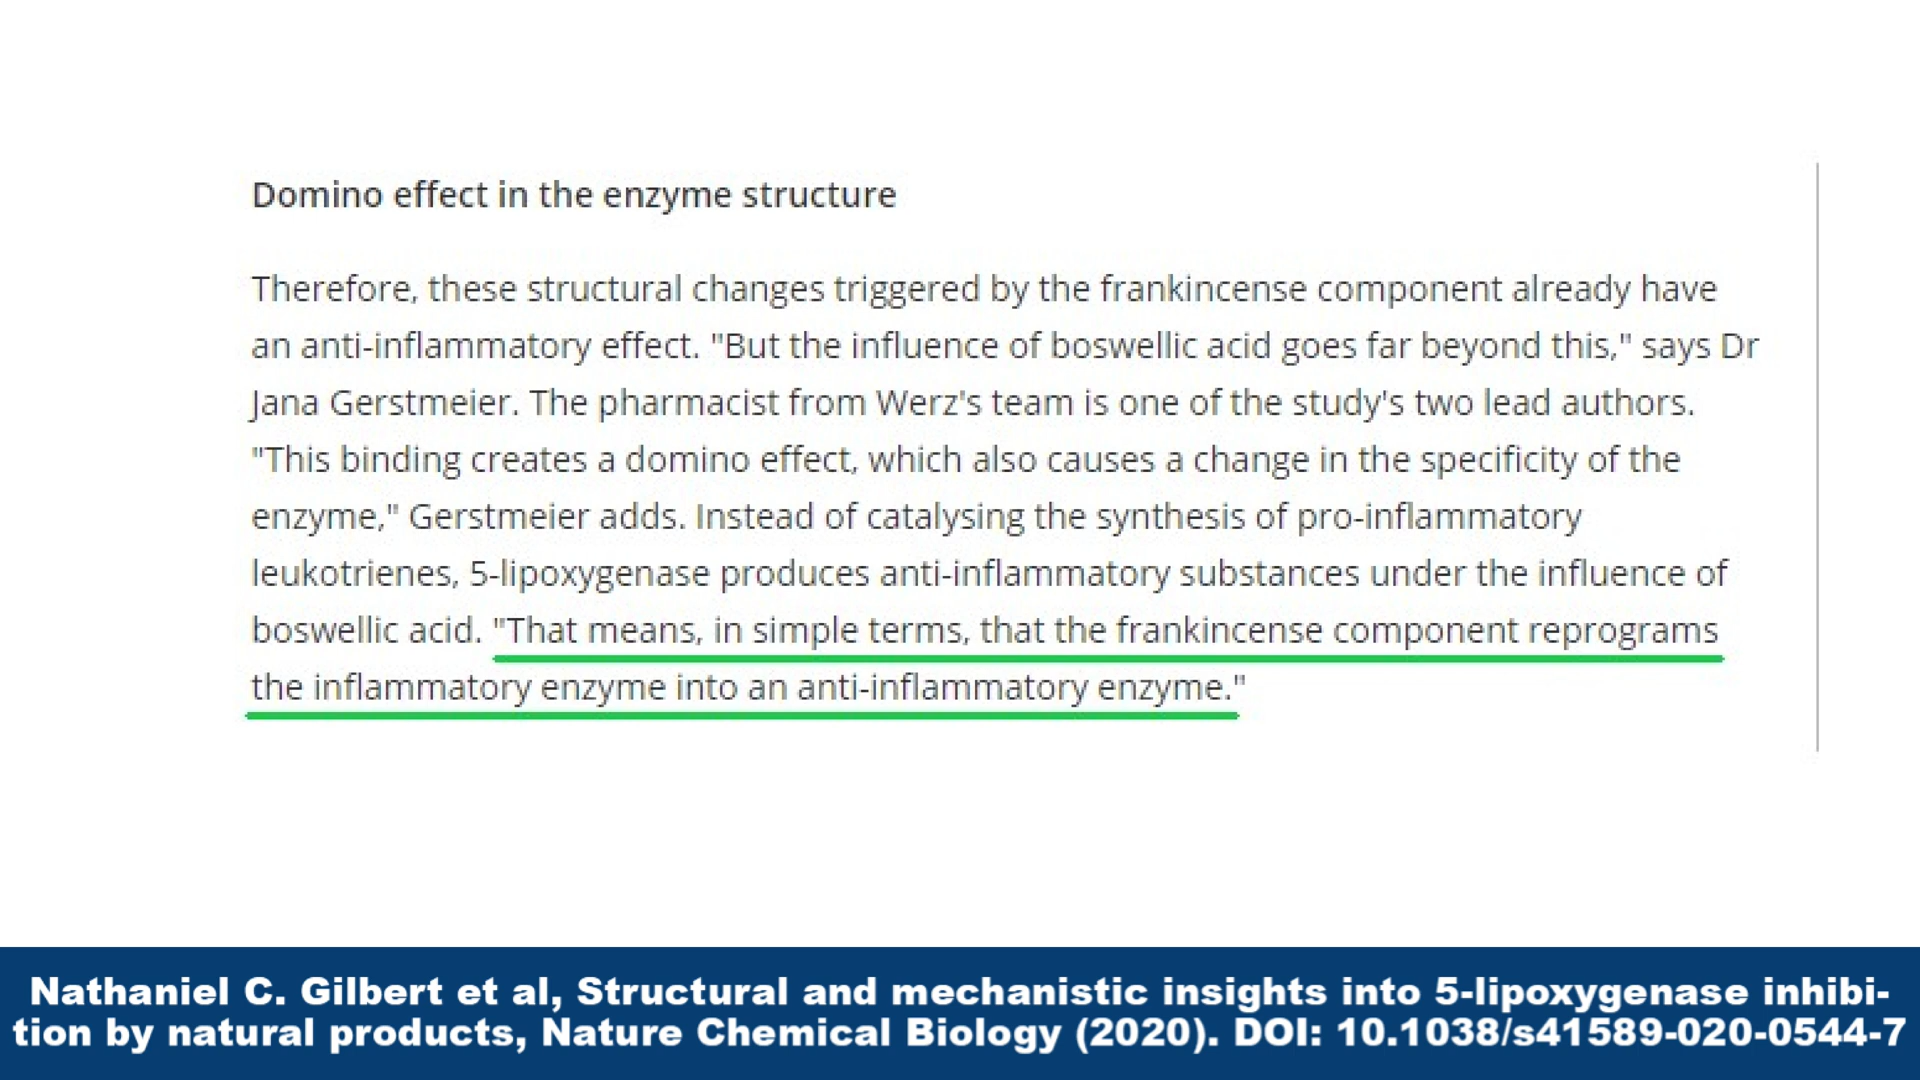 Domino effect in the enzyme structure
Therefore, these structural changes triggered by the frankincense component already have
an anti-inflammatory effect. "But the influence of boswellic acid goes far beyond this," says Dr
Jana Gerstmeier. The pharmacist from Werz's team is one of the study's two lead authors.
"This binding creates a domino effect, which also causes a change in the specificity of the
enzyme," Gerstmeier adds. Instead of catalysing the synthesis of pro-inflammatory
leukotrienes, 5-lipoxygenase produces anti-inflammatory substances under the influence of
boswellic acid. "That means, in simple terms, that the frankincense component reprograms
the inflammatory enzyme into an anti-inflammatory enzyme."
Nathaniel C. Gilbert et al, Structural and mechanistic insights into 5-lipoxygenase inhibi-
tion by natural products, Nature Chemical Biology (2020). DOI: 10.1038/s41589-020-0544-7